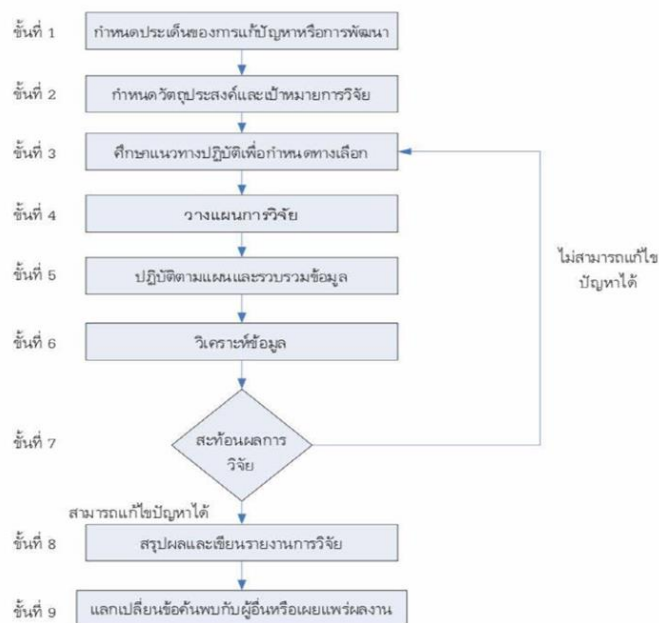 ขั้นที่ 1 กำหนดประเด็นของการแก้ปัญหาหรือการพัฒนา
ขั้นที่ 2 กำหนดวัตถุประสงค์และเป้าหมายการวิจัย
ขั้นที่ 3 ศึกษาแนวทางปฏิบัติเพื่อกำหนดทางเลือก
ขั้นที่ 4 วางแผนการวิจัย
ไม่สามารถแก้ไข
ปัญหาได้
ขั้นที่ 5 ปฏิบัติตามแผนและรวบรวมข้อมูล
ขั้นที่ 6 วิเคราะห์ข้อมูล
ขั้นที่ 7 สะท้อนผลการ
วิจัย
สามารถแก้ไขปัญหาได้
ขั้นที่ 8 สรุปผลและเขียนรายงานการวิจัย
ขั้นที่ 9 แลกเปลี่ยนข้อค้นพบกับผู้อื่นหรือเผยแพร่ผลงาน